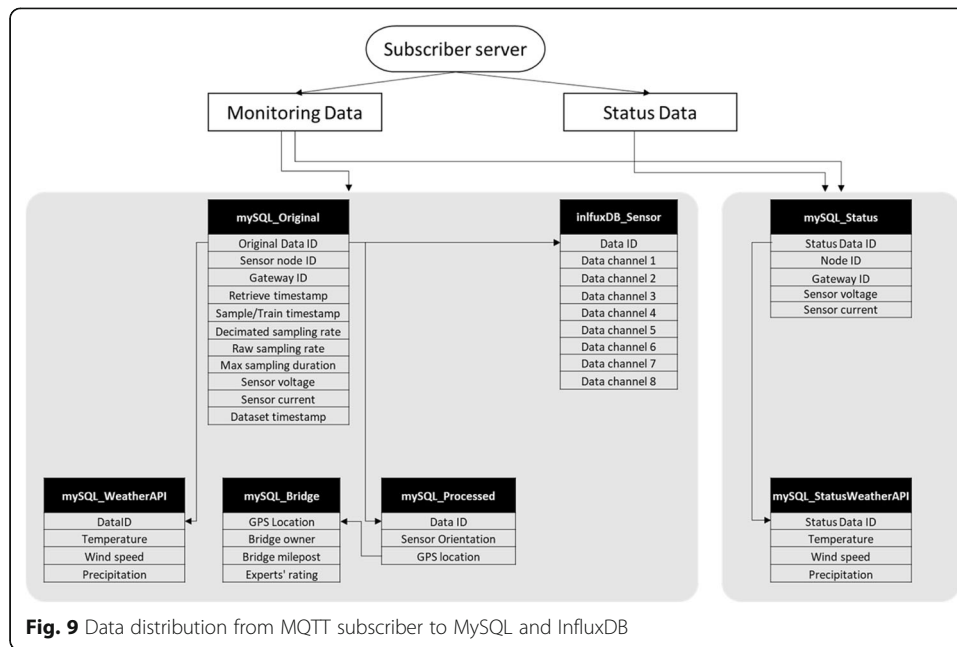 Subscriber server
Monitoring Data
Status Data
mySQL_Original
Original Data ID
Sensor node ID
Gateway ID
Retrieve timestamp
Sample/Train timestamp
Decimated sampling rate
Raw sampling rate
Max sampling duration
Sensor voltage
Sensor current
Dataset timestamp
inlfuxDB_Sensor
Data ID
Data channel 1
Data channel 2
Data channel 3
Data channel 4
Data channel 5
Data channel 6
Data channel 7
Data channel 8
mySQL_Status
Status Data ID
Node ID
Gateway ID
Sensor voltage
Sensor current
mySQL_WeatherAPI
DataID
Temperature
Wind speed
Precipitation
mySQL_Bridge
GPS Location
Bridge owner
Bridge milepost
Experts' rating
mySQL_Processed
Data ID
Sensor Orientation
GPS location
mySQL_StatusWeatherAPI
Status Data ID
Temperature
Wind speed
Precipitation
Fig. 9 Data distribution from MQTT subscriber to MySQL and InfluxDB